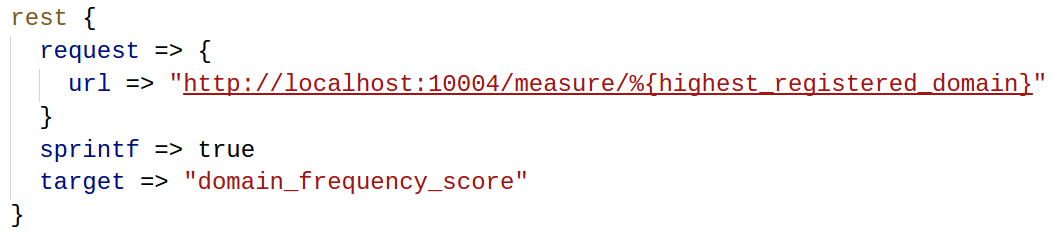 rest {
  request => {
    url => "http://localhost:10004/measure/%{highest_registered_domain}"
  }
  sprintf => true
  target => "domain_frequency_score"
}